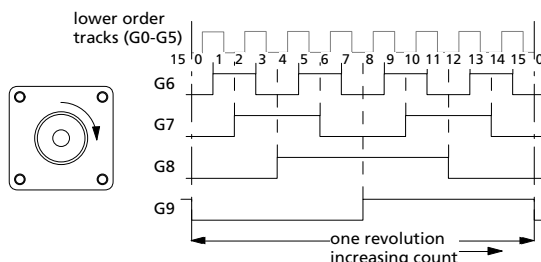 lower order
tracks (G0-G5)
15 0 1 2 3 4 5 6 7 8 9 10 11 12 13 14 15 0
G6
G7
G8
G9
one revolution
increasing count